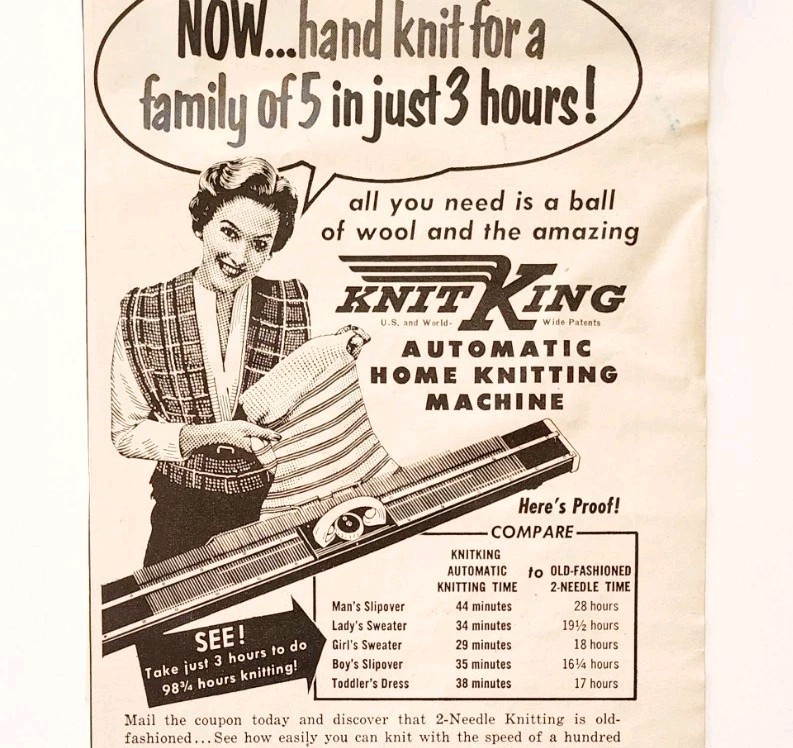 NOW...hand knit for a
family of 5 in just 3 hours!
all you need is a ball
of wool and the amazing
KNIT KING
U.S. and World- Wide Patents
AUTOMATIC
HOME KNITTING
MACHINE
Here's Proof!
COMPARE
KNITKING
AUTOMATIC
KNITTING TIME
to OLD-FASHIONED
2-NEEDLE TIME
Man's Slipover 44 minutes 28 hours
Lady's Sweater 34 minutes 19½ hours
Girl's Sweater 29 minutes 18 hours
Boy's Slipover 35 minutes 16¼ hours
Toddler's Dress 38 minutes 17 hours
SEE!
Take just 3 hours to do
98¾ hours knitting!
Mail the coupon today and discover that 2-Needle Knitting is old-
fashioned...See how easily you can knit with the speed of a hundred